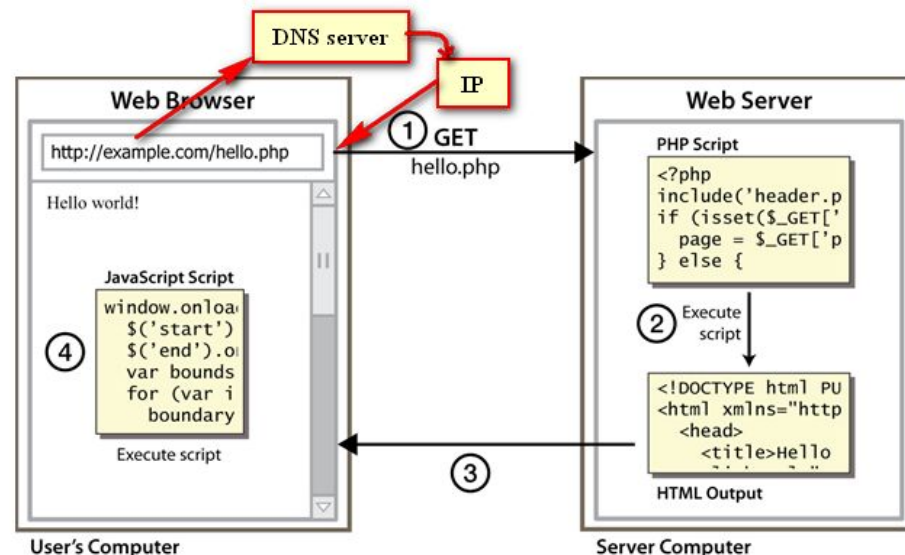 DNS server
IP
Web Browser
http://example.com/hello.php
Hello world!
JavaScript Script
window.onloa
$('start')
$('end').o
var bounds
for (var i
boundary
4
Execute script
User's Computer
1 GET
hello.php
3
Web Server
PHP Script
<?php
include('header.p
if (isset($_GET['
page = $_GET['p
} else {
2 Execute
script
<!DOCTYPE html PU
<html xmlns="http
<head>
<title>Hello
HTML Output
Server Computer